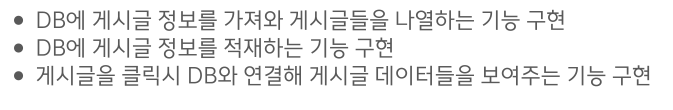 • DB에 게시글 정보를 가져와 게시글들을 나열하는 기능 구현
• DB에 게시글 정보를 적재하는 기능 구현
• 게시글을 클릭시 DB와 연결해 게시글 데이터들을 보여주는 기능 구현